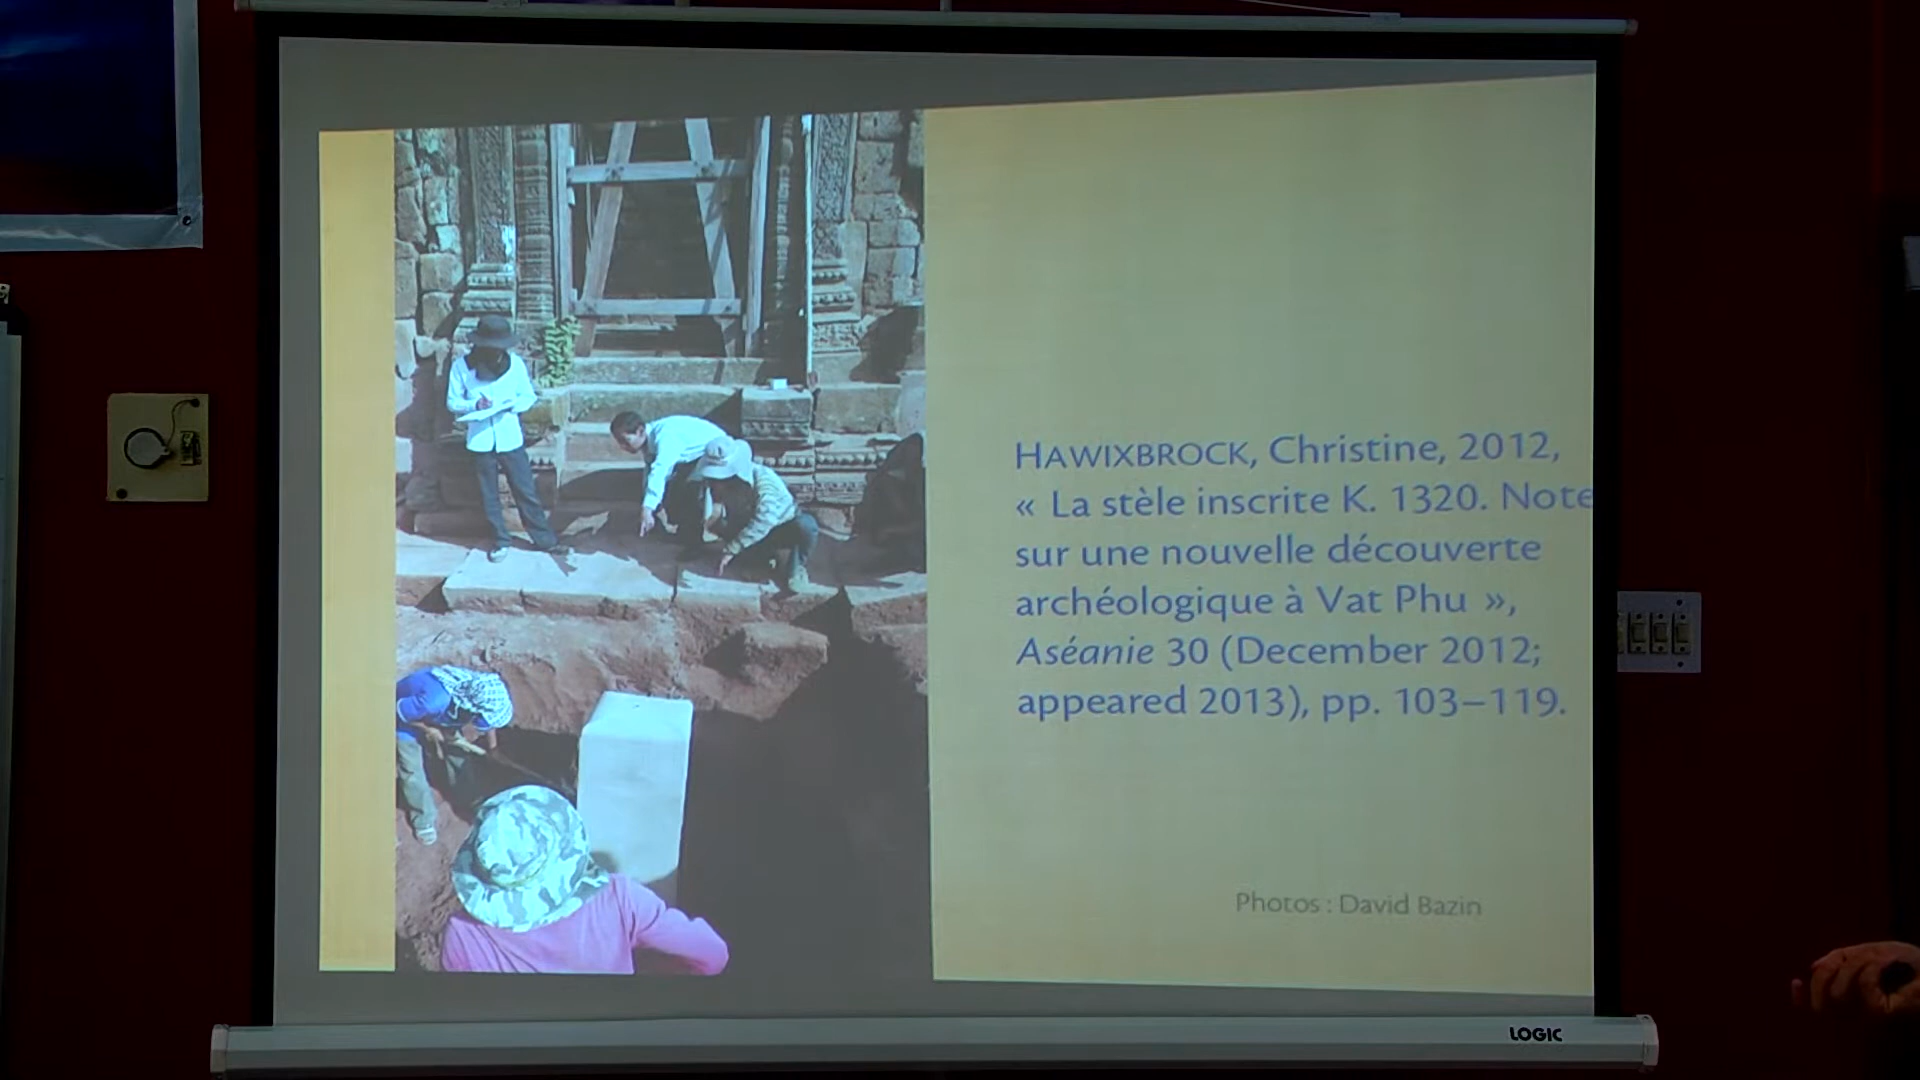 HAWIXBROCK, Christine, 2012,
« La stèle inscrite K. 1320. Note
sur une nouvelle découverte
archéologique à Vat Phu »,
Aséanie 30 (December 2012;
appeared 2013), pp. 103–119.
Photos : David Bazin
LOGIC